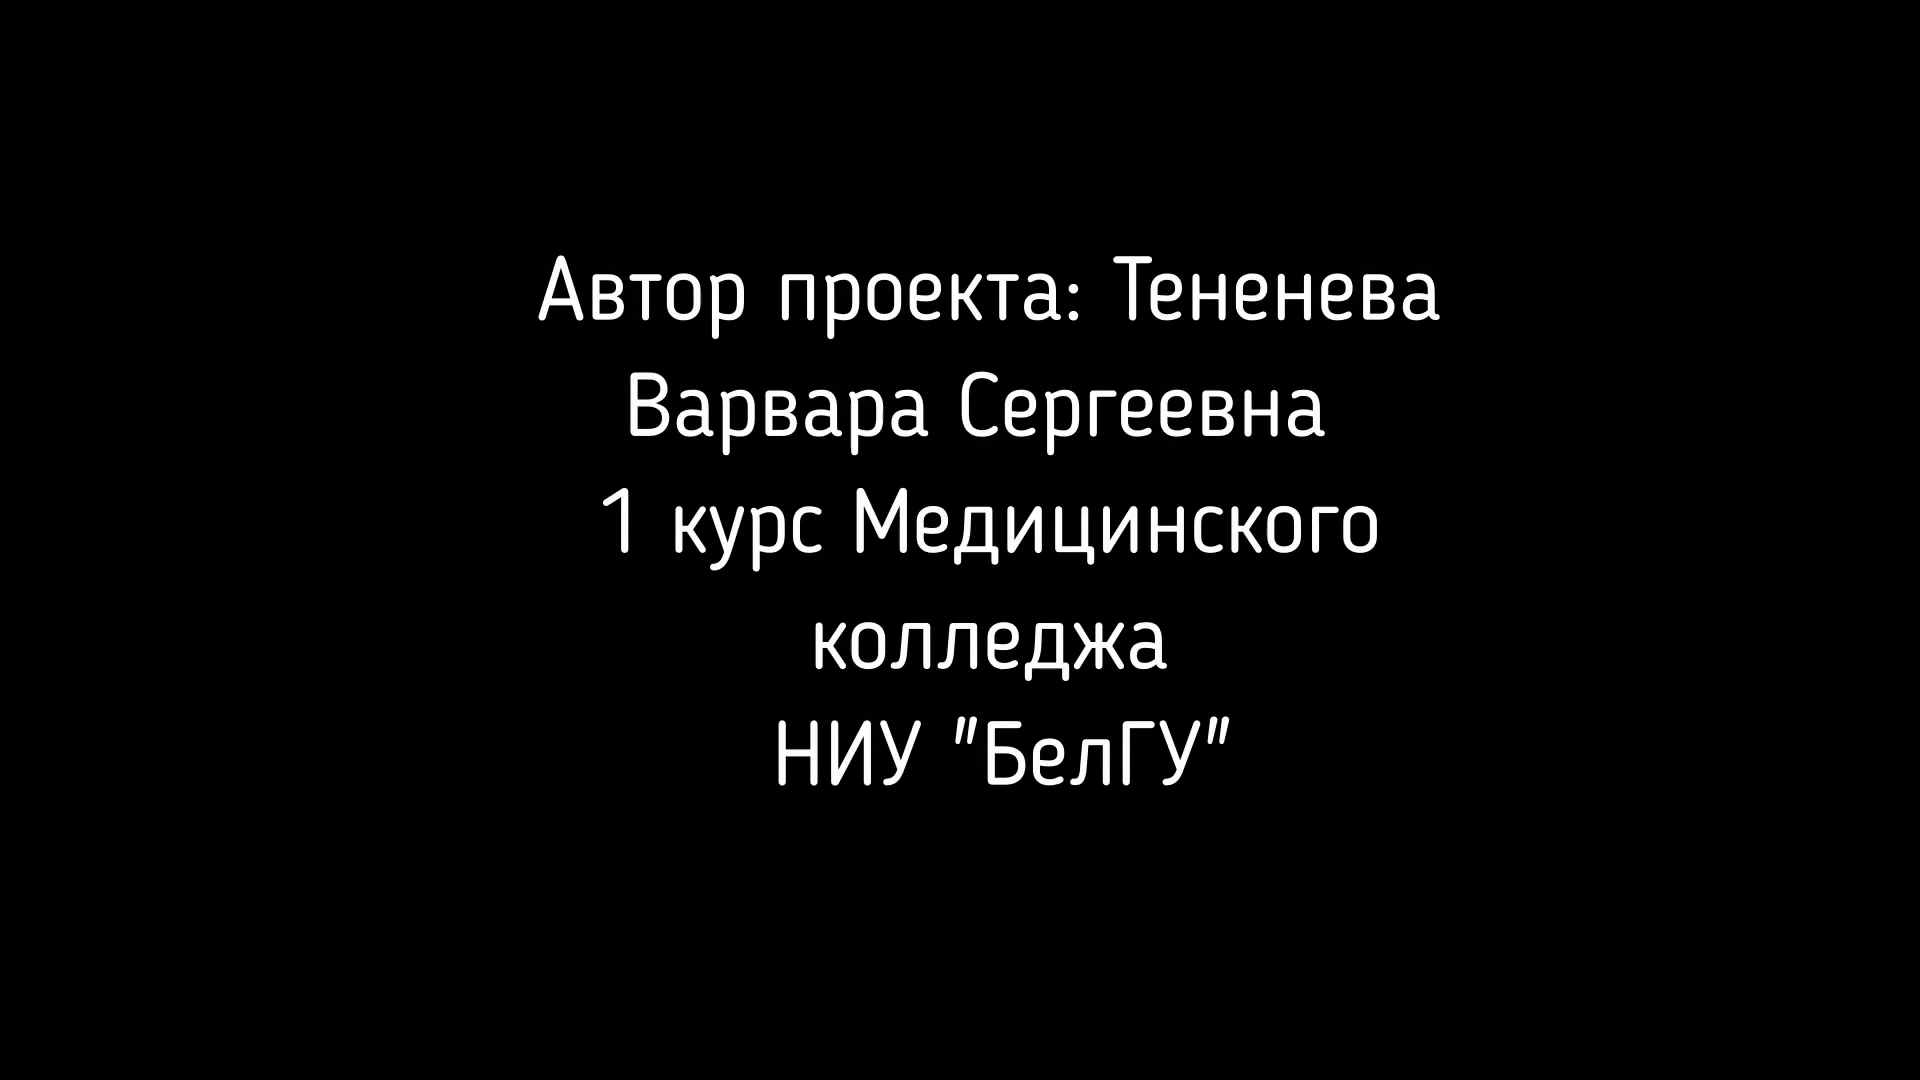 Автор проекта: Тененева
Варвара Сергеевна
1 курс Медицинского
колледжа
НИУ "БелГУ"